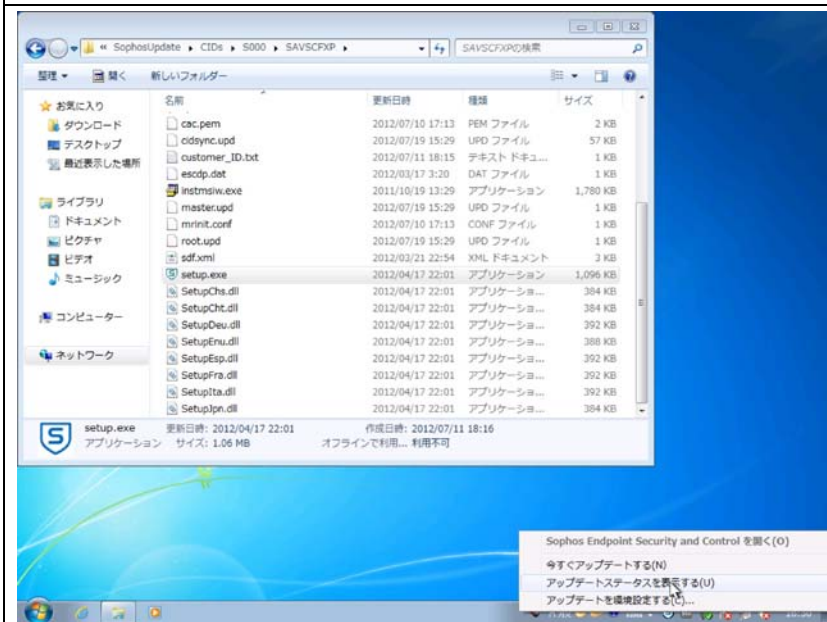 « SophosUpdate ▸ CIDs ▸ S000 ▸ SAVSCFXP ▸
SAVSCFXPの検索
整理 ▼ 開く 新しいフォルダー
お気に入り
ダウンロード
デスクトップ
最近表示した場所
ライブラリ
ドキュメント
ピクチャ
ビデオ
ミュージック
コンピューター
ネットワーク
名前 更新日時 種類 サイズ
cac.pem 2012/07/10 17:13 PEM ファイル 2 KB
cidsync.upd 2012/07/19 15:29 UPD ファイル 57 KB
customer_ID.txt 2012/07/11 18:15 テキスト ドキュ... 1 KB
escdp.dat 2012/03/17 3:20 DAT ファイル 1 KB
instmsiw.exe 2011/10/19 13:29 アプリケーション 1,780 KB
master.upd 2012/07/19 15:29 UPD ファイル 1 KB
mrinit.conf 2012/07/10 17:13 CONF ファイル 1 KB
root.upd 2012/07/19 15:29 UPD ファイル 1 KB
sdf.xml 2012/03/21 22:54 XML ドキュメント 3 KB
setup.exe 2012/04/17 22:01 アプリケーション 1,096 KB
SetupChs.dll 2012/04/17 22:01 アプリケーショ... 384 KB
SetupCht.dll 2012/04/17 22:01 アプリケーショ... 384 KB
SetupDeu.dll 2012/04/17 22:01 アプリケーショ... 392 KB
SetupEnu.dll 2012/04/17 22:01 アプリケーショ... 388 KB
SetupEsp.dll 2012/04/17 22:01 アプリケーショ... 392 KB
SetupFra.dll 2012/04/17 22:01 アプリケーショ... 392 KB
SetupIta.dll 2012/04/17 22:01 アプリケーショ... 392 KB
SetupJpn.dll 2012/04/17 22:01 アプリケーショ... 384 KB
setup.exe 更新日時: 2012/04/17 22:01 作成日時: 2012/07/11 18:16
アプリケーション サイズ: 1.06 MB オフラインで利用... 利用不可
Sophos Endpoint Security and Control を開く(O)
今すぐアップデートする(N)
アップデートステータスを表示する(U)
アップデートを環境設定する(C)...